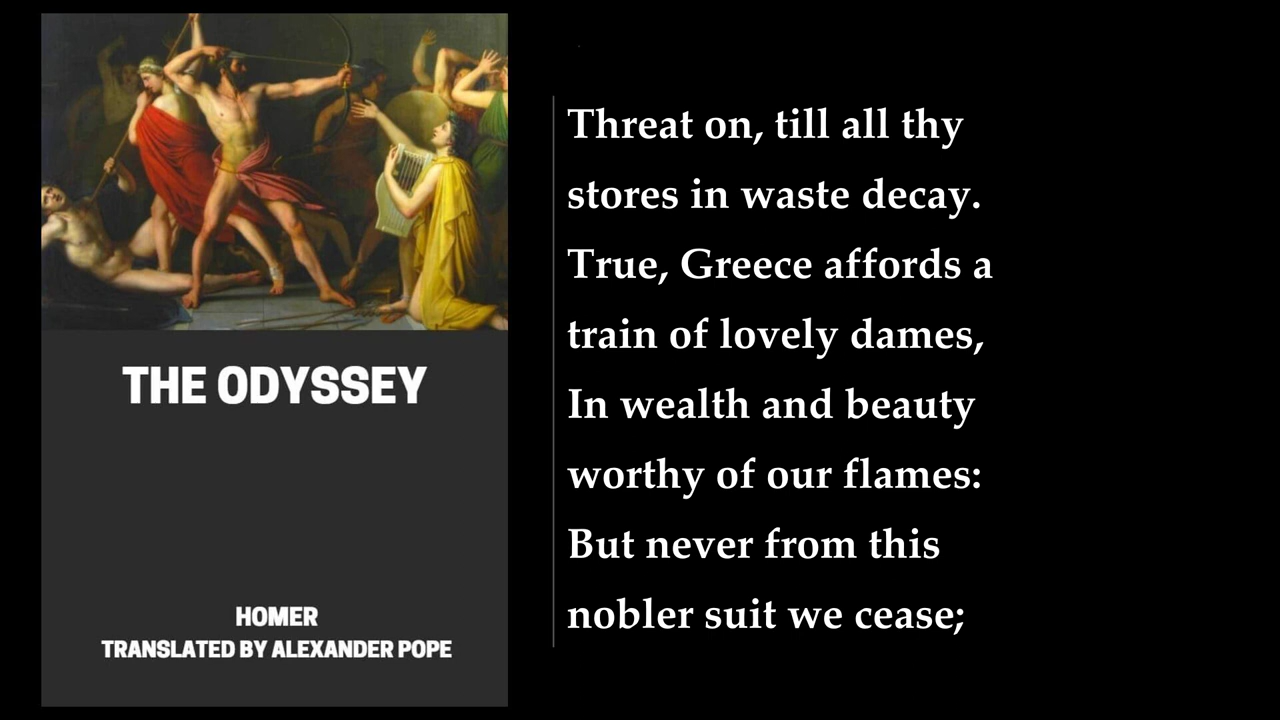 THE ODYSSEY
HOMER
TRANSLATED BY ALEXANDER POPE
Threat on, till all thy
stores in waste decay.
True, Greece affords a
train of lovely dames,
In wealth and beauty
worthy of our flames:
But never from this
nobler suit we cease;